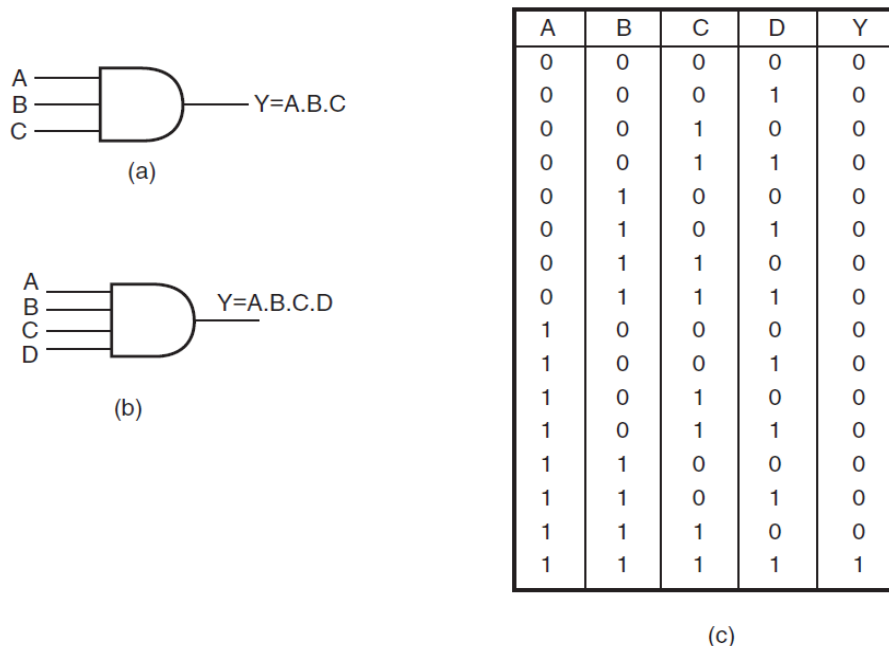 A
B
C
Y=A.B.C
(a)
A
B
C
D
Y=A.B.C.D
(b)
A B C D Y
0 0 0 0 0
0 0 0 1 0
0 0 1 0 0
0 0 1 1 0
0 1 0 0 0
0 1 0 1 0
0 1 1 0 0
0 1 1 1 0
1 0 0 0 0
1 0 0 1 0
1 0 1 0 0
1 0 1 1 0
1 1 0 0 0
1 1 0 1 0
1 1 1 0 0
1 1 1 1 1
(c)